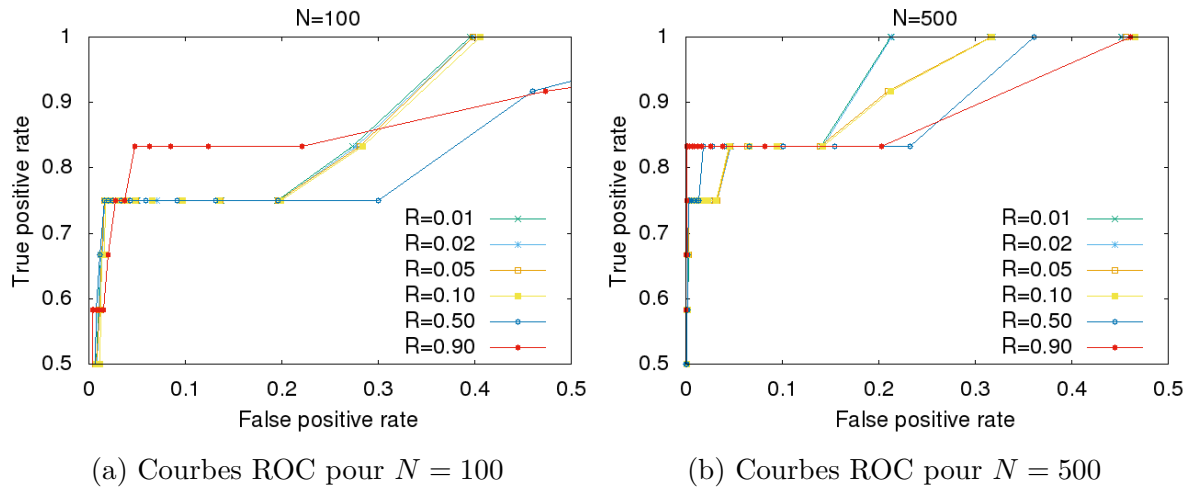 N=100
1
0.9
0.8
0.7
0.6
0.5
True positive rate
R=0.01
R=0.02
R=0.05
R=0.10
R=0.50
R=0.90
0 0.1 0.2 0.3 0.4 0.5
False positive rate
(a) Courbes ROC pour N = 100
N=500
1
0.9
0.8
0.7
0.6
0.5
True positive rate
R=0.01
R=0.02
R=0.05
R=0.10
R=0.50
R=0.90
0 0.1 0.2 0.3 0.4 0.5
False positive rate
(b) Courbes ROC pour N = 500